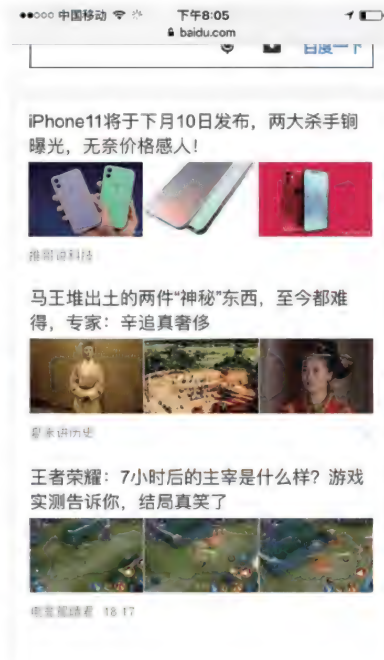 中国移动
下午8:05
baidu.com
百度一下
iPhone11将于下月10日发布，两大杀手锏
曝光，无奈价格感人！
马王堆出土的两件“神秘”东西，至今都难
得，专家：辛追真奢侈
王者荣耀：7小时后的主宰是什么样？游戏
实测告诉你，结局真笑了
18:17